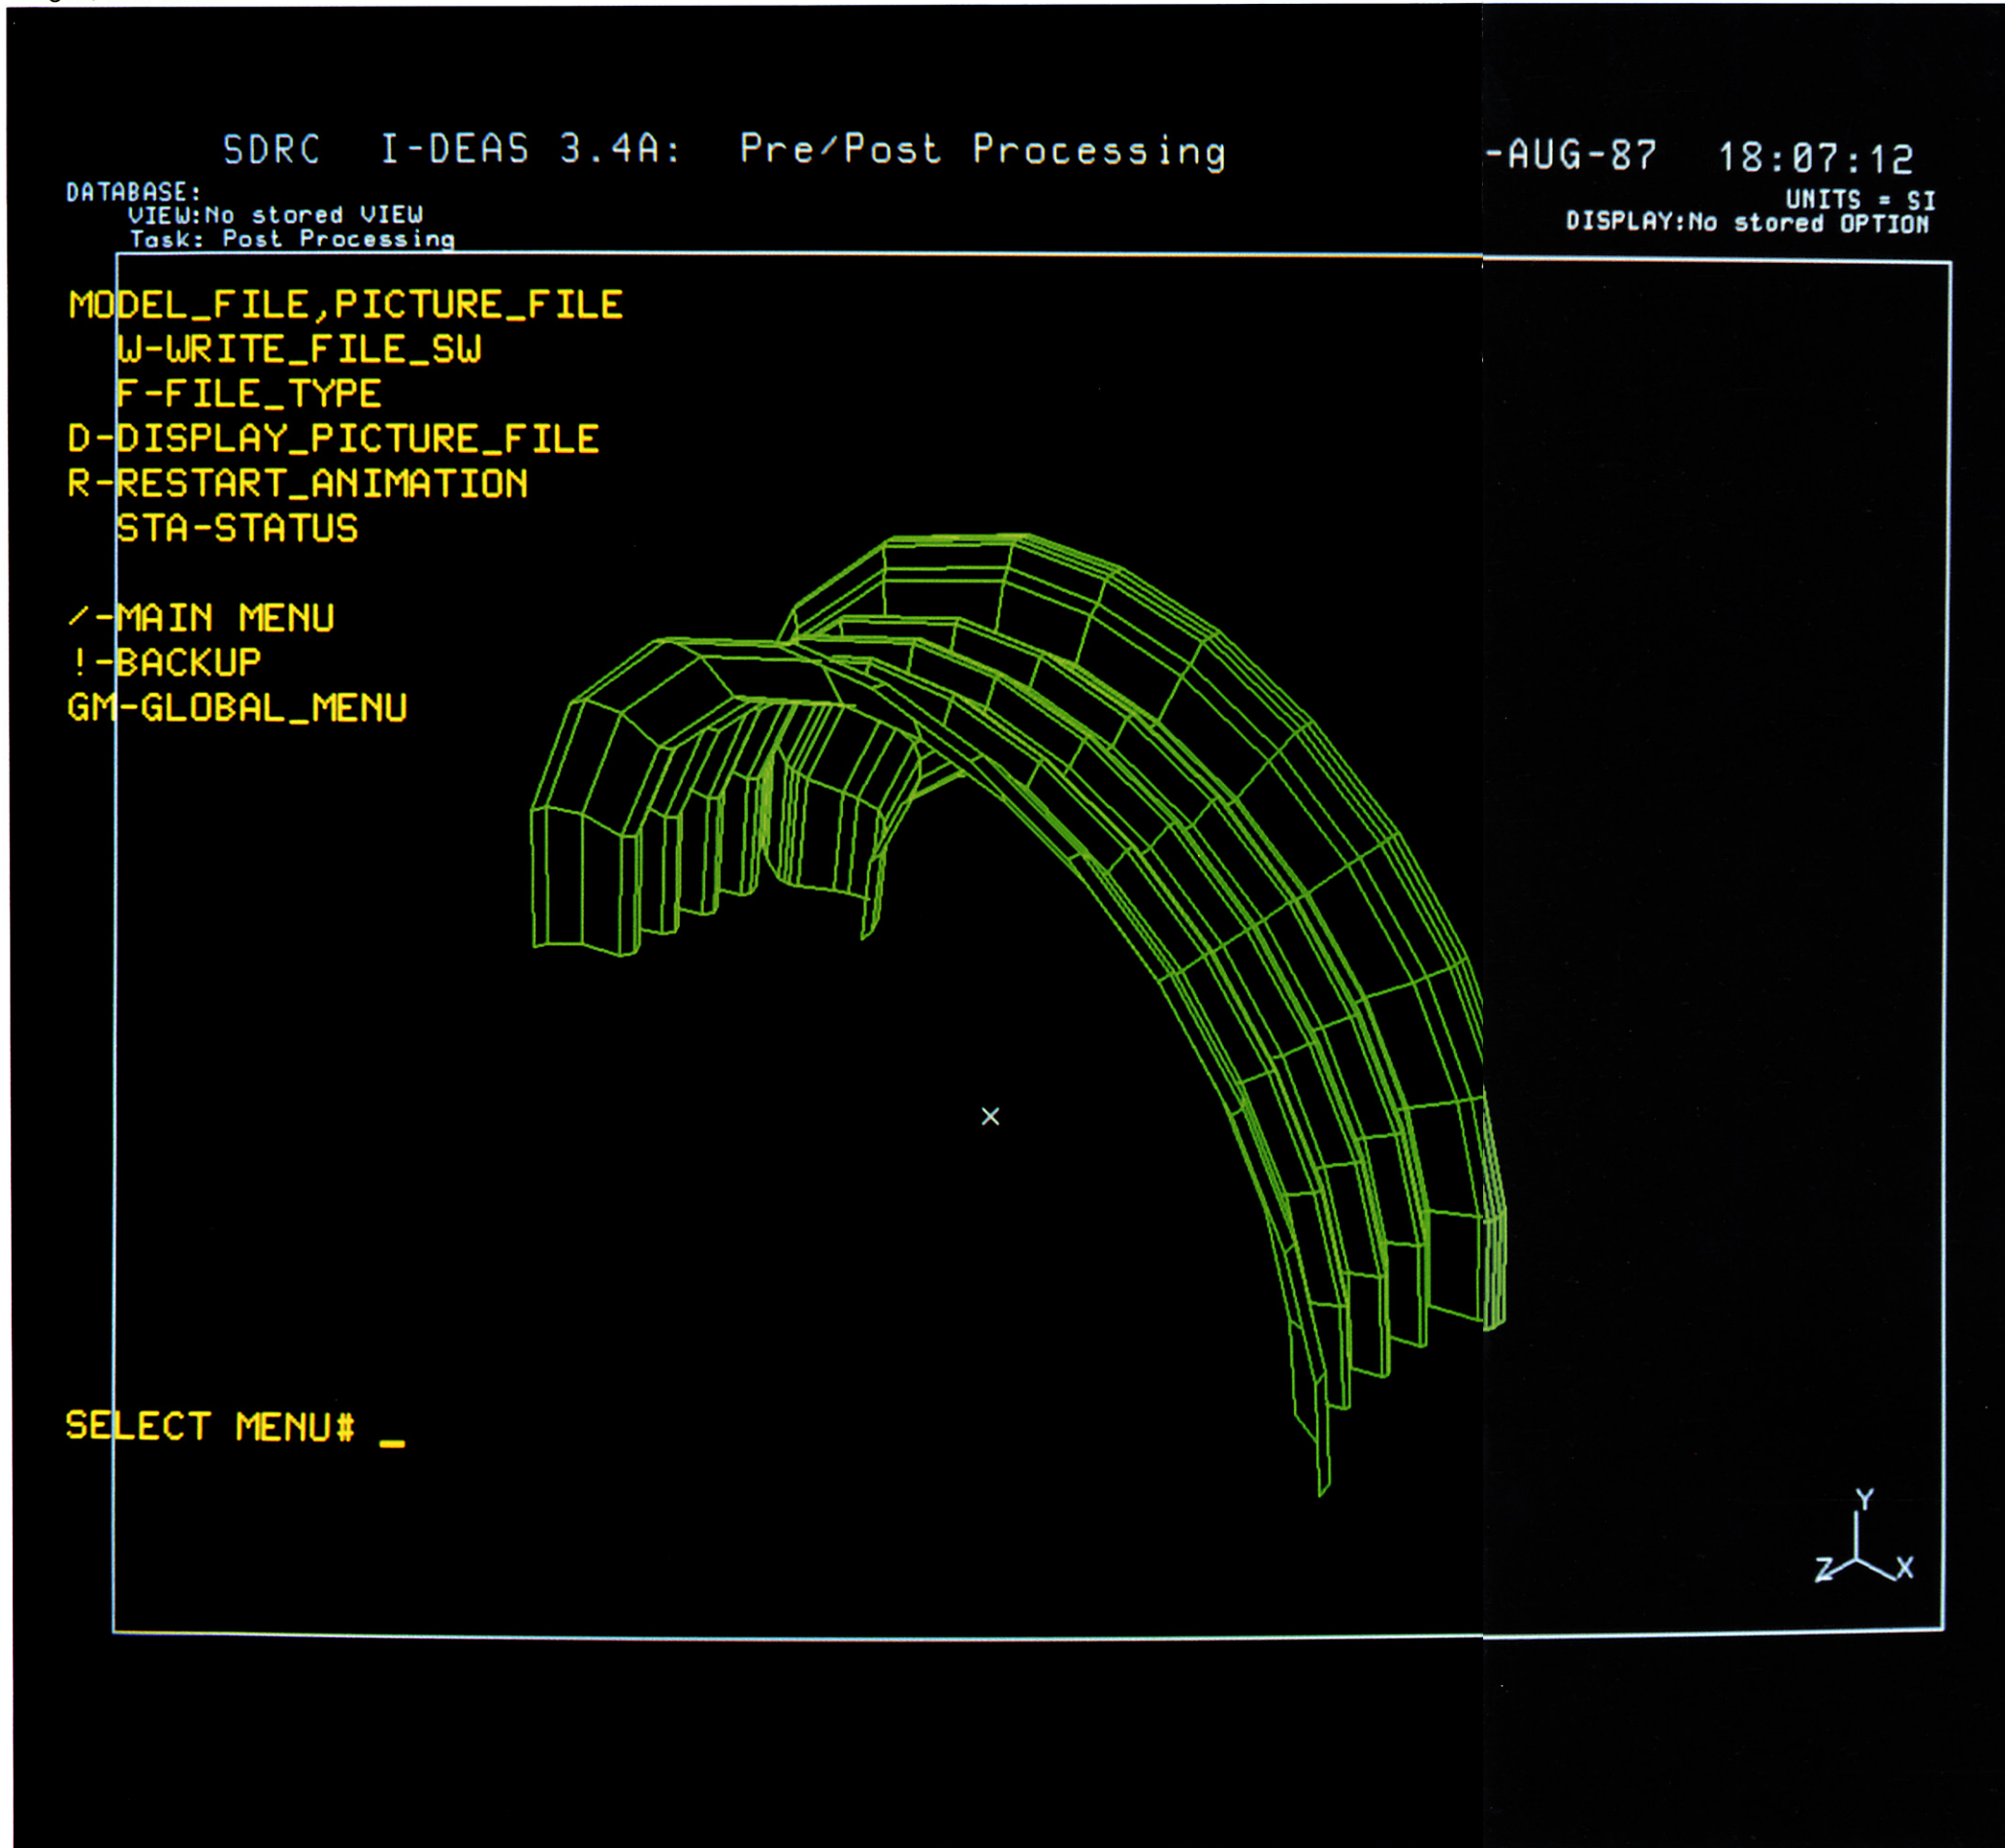 SDRC I-DEAS 3.4A: Pre/Post Processing -AUG-87 18:07:12
DATABASE: UNITS = SI
VIEW:No stored VIEW DISPLAY:No stored OPTION
Task: Post Processing
MODEL_FILE,PICTURE_FILE
W-WRITE_FILE_SW
F-FILE_TYPE
D-DISPLAY_PICTURE_FILE
R-RESTART_ANIMATION
STA-STATUS
/-MAIN MENU
!-BACKUP
GM-GLOBAL_MENU
SELECT MENU# _
Y
Z X